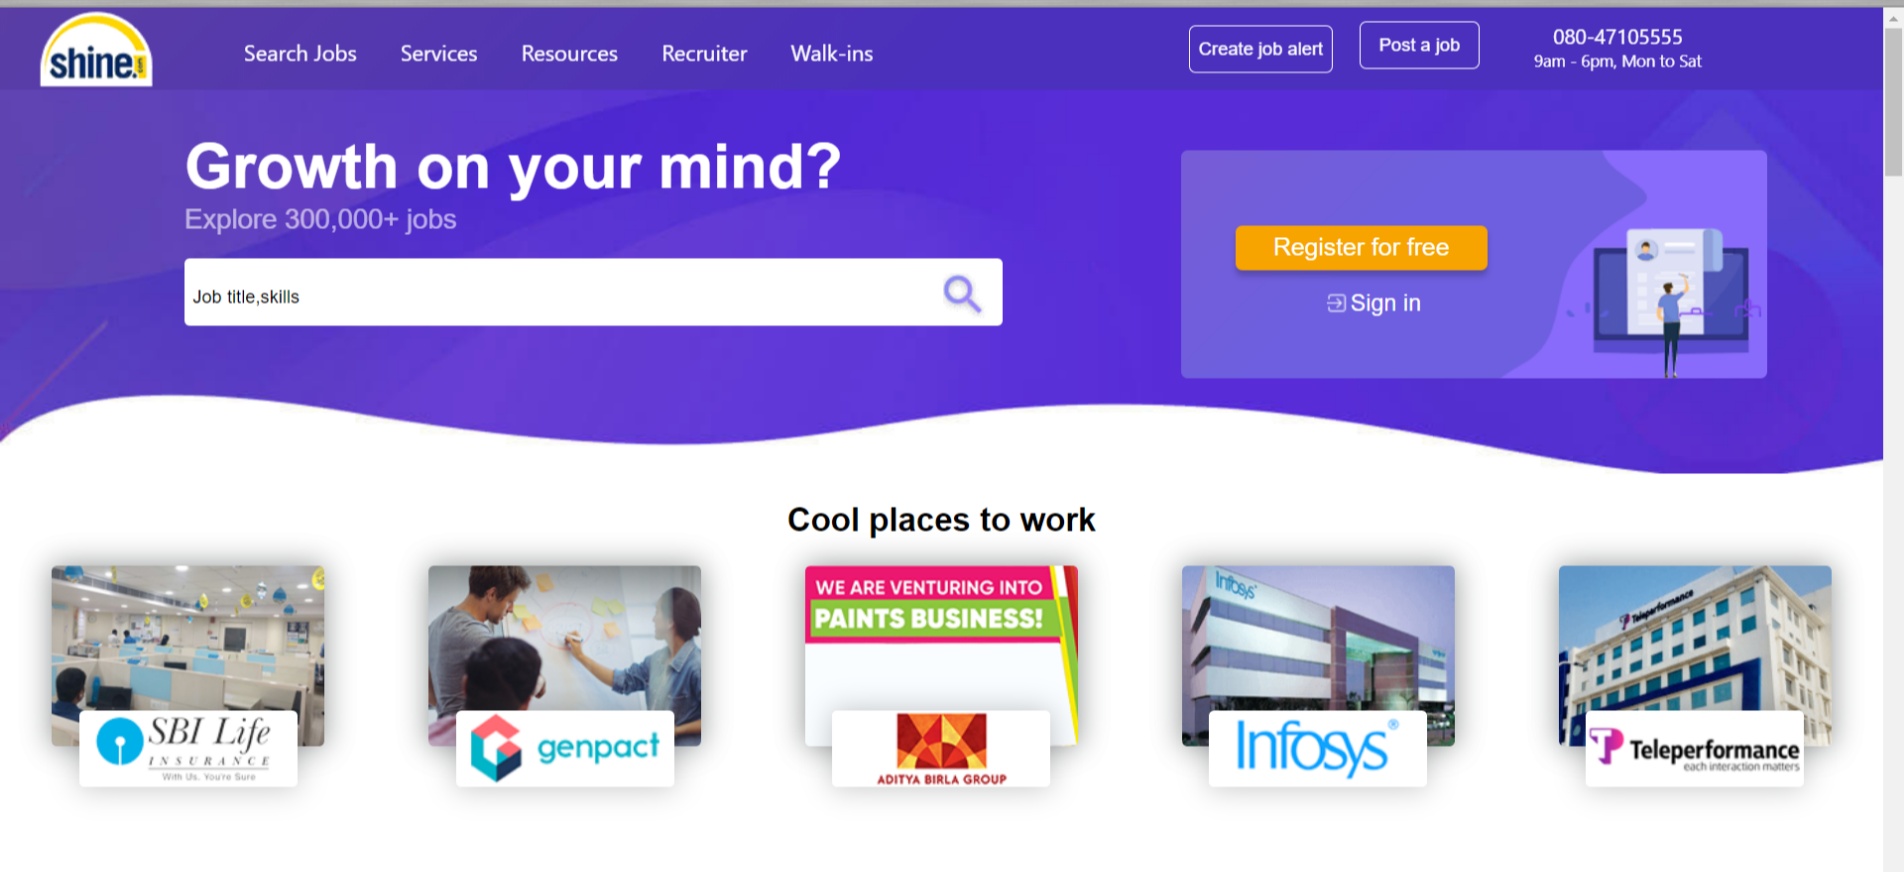 shine.com
Search Jobs
Services
Resources
Recruiter
Walk-ins
Create job alert
Post a job
080-47105555
9am - 6pm, Mon to Sat
Growth on your mind?
Explore 300,000+ jobs
Job title,skills
Register for free
Sign in
Cool places to work
SBI Life
INSURANCE
With Us, You're Sure
genpact
WE ARE VENTURING INTO
PAINTS BUSINESS!
ADITYA BIRLA GROUP
Infosys
Infosys®
Teleperformance
Teleperformance
each interaction matters